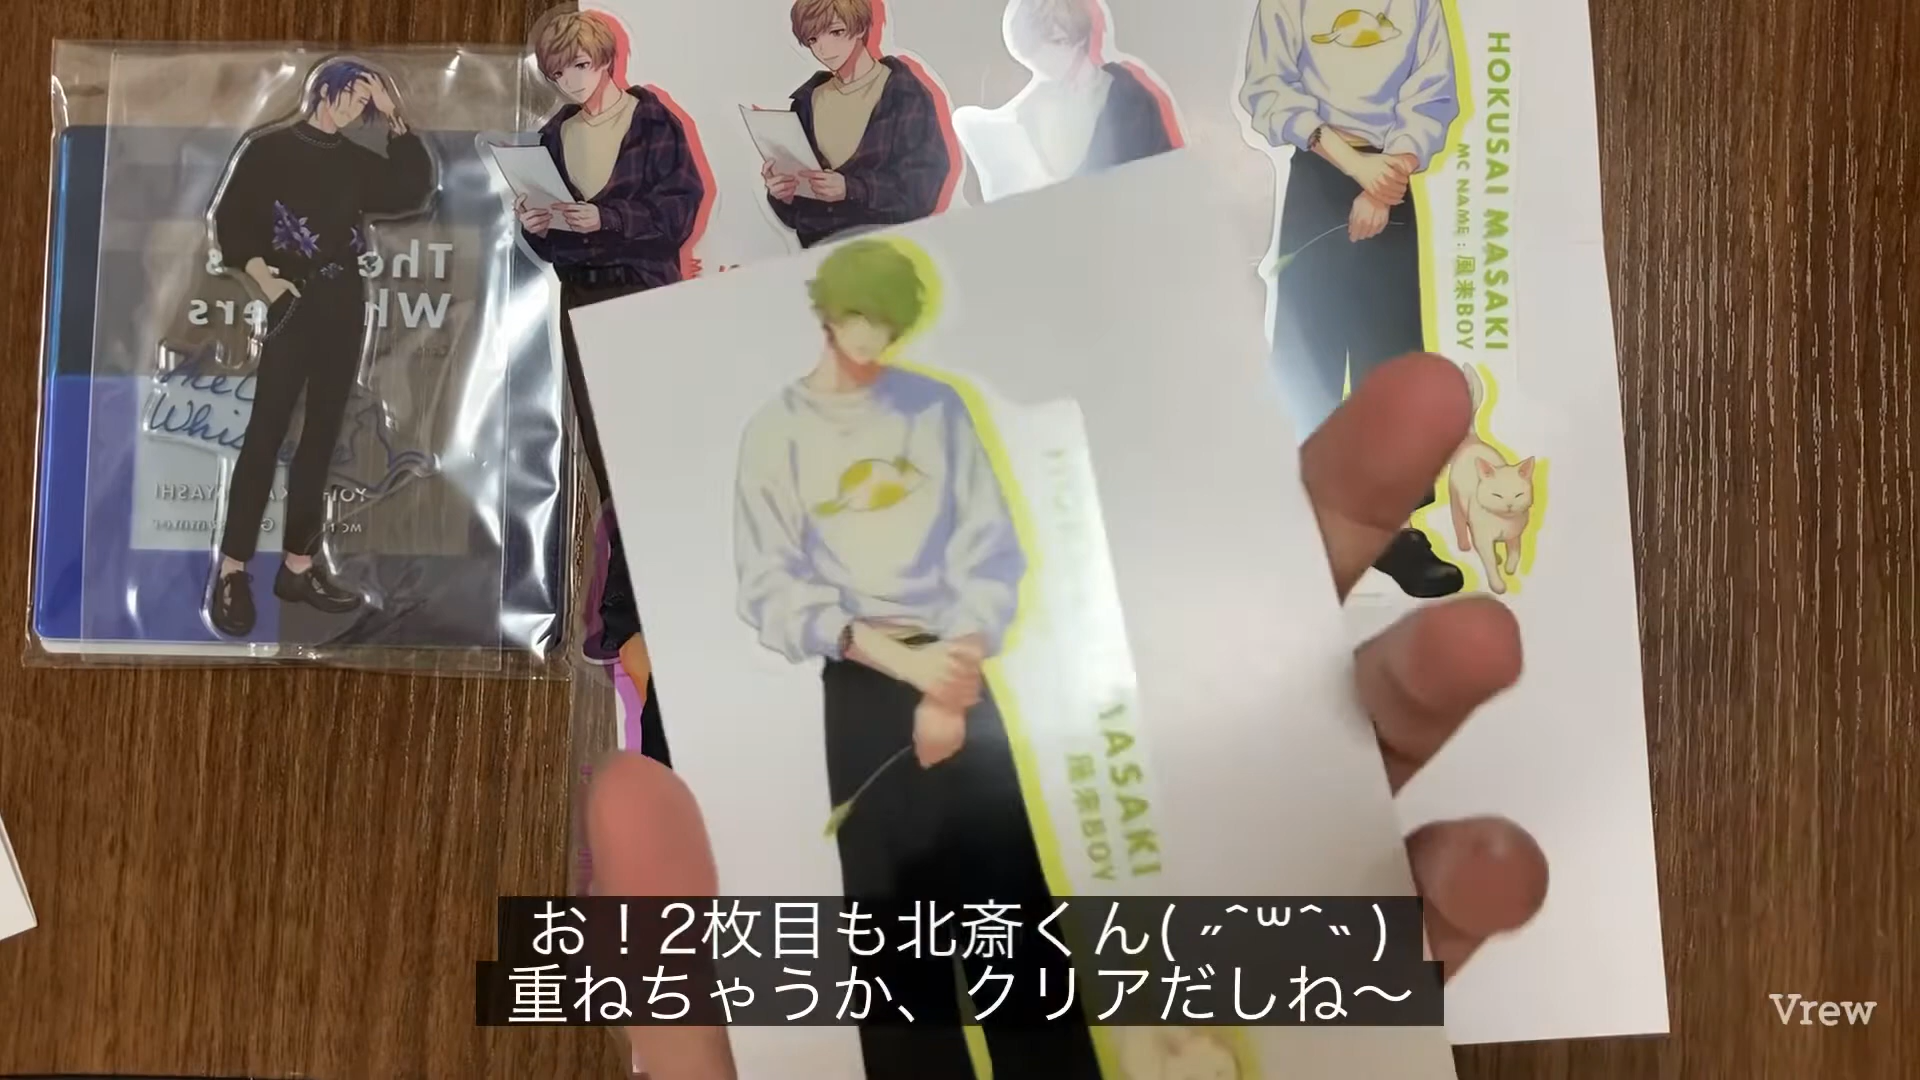 HOKUSAI MASAKI
MC NAME : 風来BOY
The
Wh
ers
The C
Whis
MASAKI
風来BOY
お！2枚目も北斎くん( ˶ˆ꒳ˆ˵ )
重ねちゃうか、クリアだしね〜
Vrew